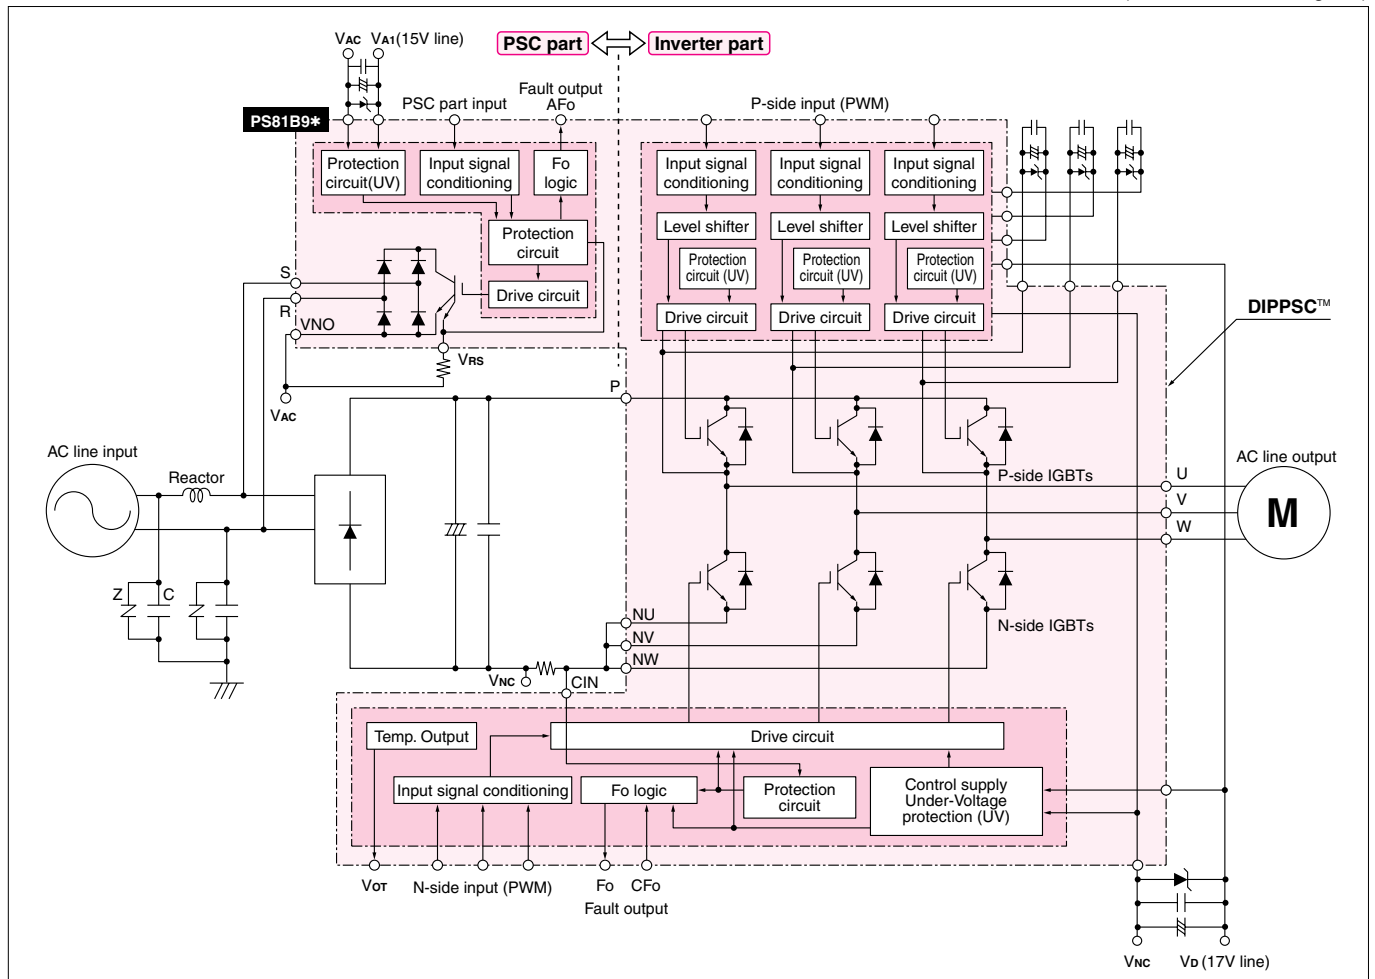 VAC VA1 (15V line)
PSC part
Inverter part
Fault output
AFo
PSC part input
P-side input (PWM)
PS81B9✱
Protection
circuit(UV)
Input signal
conditioning
Fo
logic
Input signal
conditioning
Input signal
conditioning
Input signal
conditioning
Level shifter
Level shifter
Level shifter
Protection
circuit
Protection
circuit (UV)
Protection
circuit (UV)
Protection
circuit (UV)
Drive circuit
Drive circuit
Drive circuit
Drive circuit
S
R
VNO
DIPPSC™
VRS
P
VAC
AC line input
Reactor
P-side IGBTs
U
AC line output
V
M
W
Z
C
NU
N-side IGBTs
NV
NW
VNC
CIN
Temp. Output
Drive circuit
Input signal conditioning
Fo logic
Protection
circuit
Control supply
Under-Voltage
protection (UV)
VOT
N-side input (PWM)
Fo
CFo
Fault output
VNC
VD (17V line)